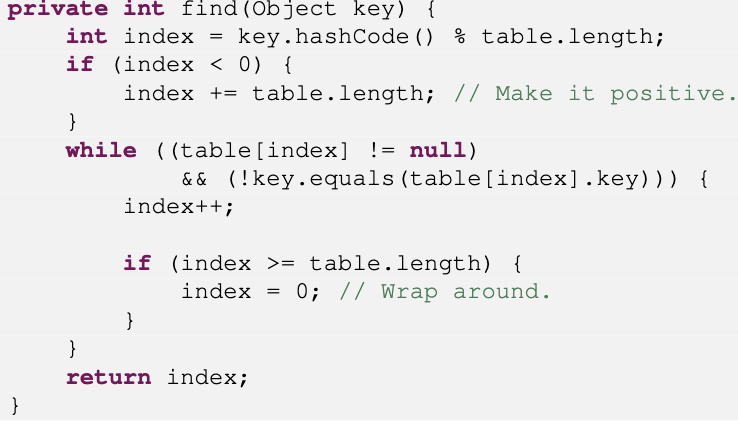 private int find(Object key) {
    int index = key.hashCode() % table.length;
    if (index < 0) {
        index += table.length; // Make it positive.
    }
    while ((table[index] != null)
            && (!key.equals(table[index].key))) {
        index++;

        if (index >= table.length) {
            index = 0; // Wrap around.
        }
    }
    return index;
}